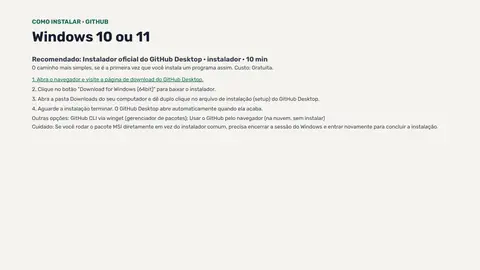 COMO INSTALAR · GITHUB
Windows 10 ou 11
Recomendado: Instalador oficial do GitHub Desktop · instalador · 10 min
O caminho mais simples, se é a primeira vez que você instala um programa assim. Custo: Gratuita.
1. Abra o navegador e visite a página de download do GitHub Desktop.
2. Clique no botão "Download for Windows (64bit)" para baixar o instalador.
3. Abra a pasta Downloads do seu computador e dê duplo clique no arquivo de instalação (setup) do GitHub Desktop.
4. Aguarde a instalação terminar. O GitHub Desktop abre automaticamente quando ela acaba.
Outras opções: GitHub CLI via winget (gerenciador de pacotes); Usar o GitHub pelo navegador (na nuvem, sem instalar)
Cuidado: Se você rodar o pacote MSI diretamente em vez do instalador comum, precisa encerrar a sessão do Windows e entrar novamente para concluir a instalação.